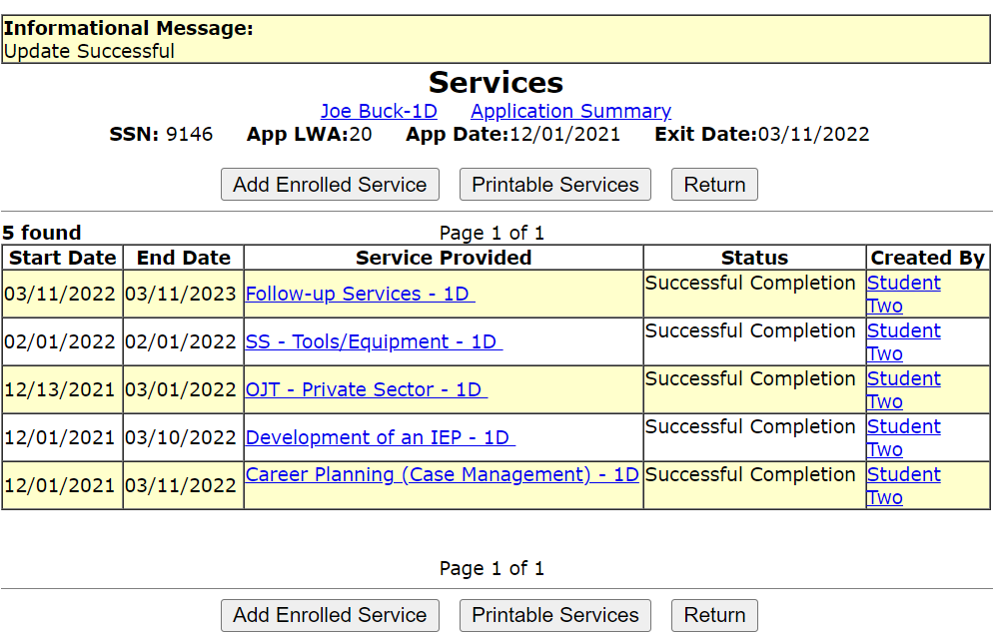 Informational Message:
Update Successful
Services
Joe Buck-1D Application Summary
SSN: 9146 App LWA:20 App Date:12/01/2021 Exit Date:03/11/2022
Add Enrolled Service Printable Services Return
5 found Page 1 of 1
Start Date End Date Service Provided Status Created By
03/11/2022 03/11/2023 Follow-up Services - 1D Successful Completion Student
Two
02/01/2022 02/01/2022 SS - Tools/Equipment - 1D Successful Completion Student
Two
12/13/2021 03/01/2022 OJT - Private Sector - 1D Successful Completion Student
Two
12/01/2021 03/10/2022 Development of an IEP - 1D Successful Completion Student
Two
12/01/2021 03/11/2022 Career Planning (Case Management) - 1D Successful Completion Student
Two
Page 1 of 1
Add Enrolled Service Printable Services Return